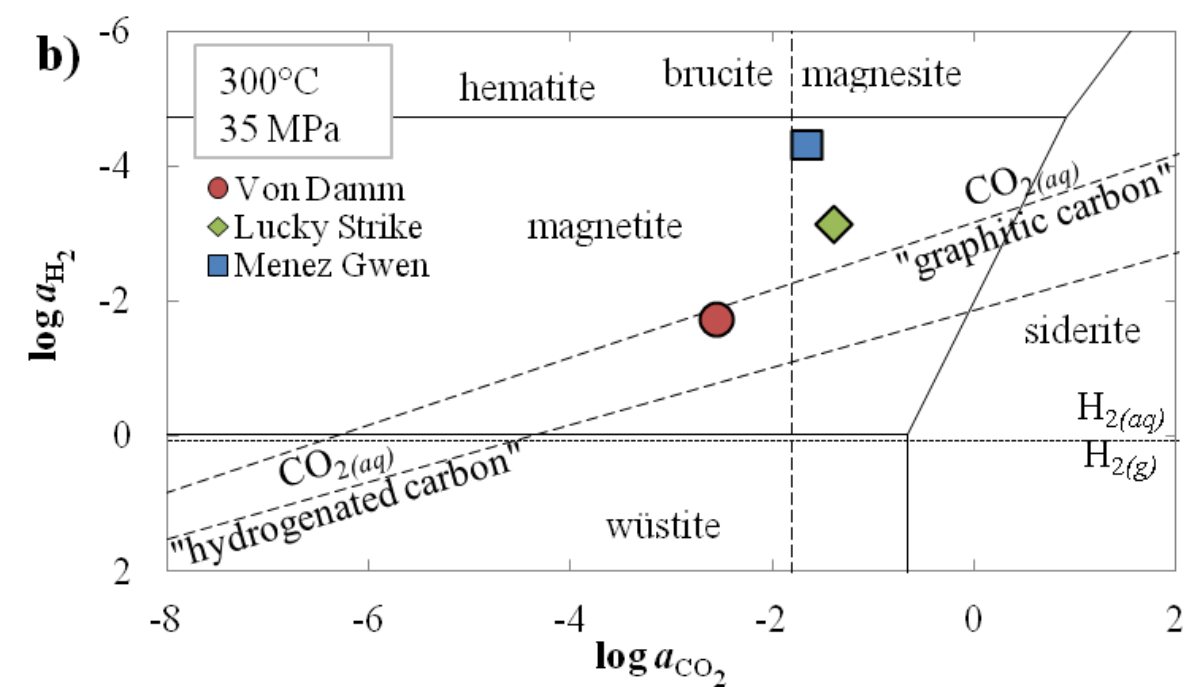 b)
300°C
35 MPa
Von Damm
Lucky Strike
Menez Gwen
hematite
brucite
magnesite
magnetite
CO2(aq)
"graphitic carbon"
siderite
H2(aq)
H2(g)
CO2(aq)
"hydrogenated carbon"
wüstite
-6
-4
-2
0
2
log aH2
-8 -6 -4 -2 0 2
log aCO2